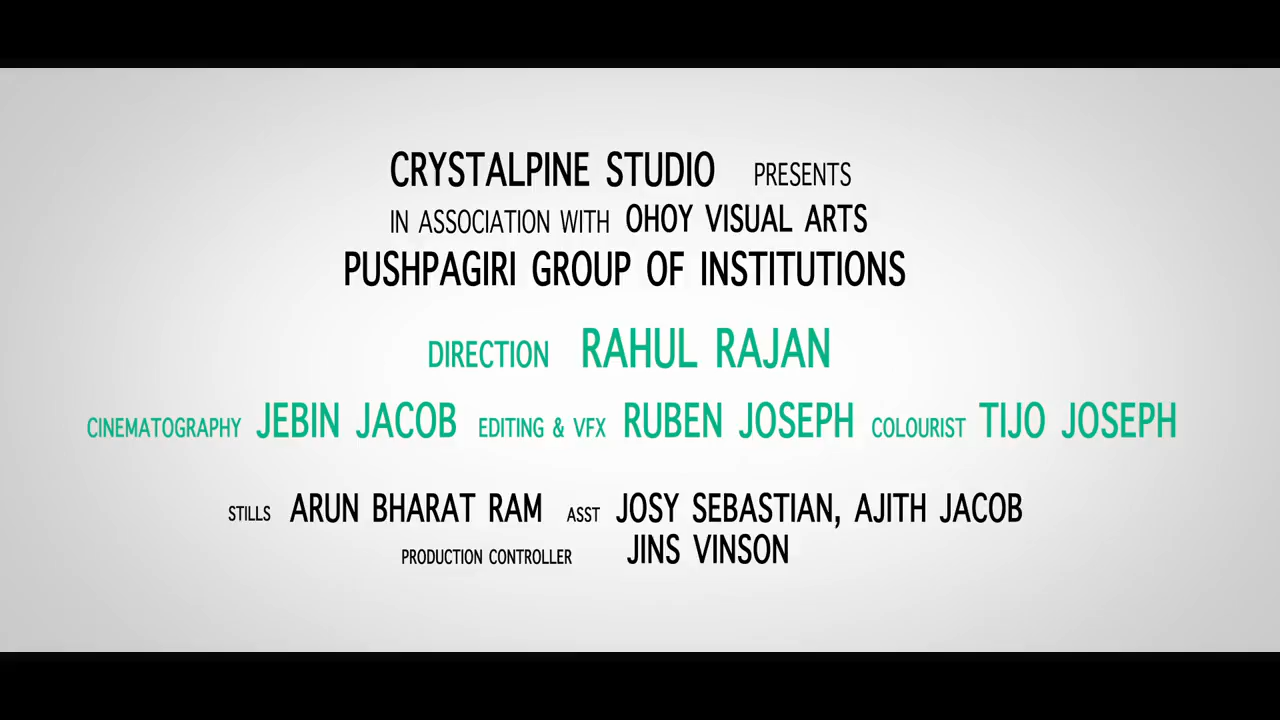 CRYSTALPINE STUDIO PRESENTS
IN ASSOCIATION WITH OHOY VISUAL ARTS
PUSHPAGIRI GROUP OF INSTITUTIONS
DIRECTION RAHUL RAJAN
CINEMATOGRAPHY JEBIN JACOB EDITING & VFX RUBEN JOSEPH COLOURIST TIJO JOSEPH
STILLS ARUN BHARAT RAM ASST JOSY SEBASTIAN, AJITH JACOB
PRODUCTION CONTROLLER JINS VINSON